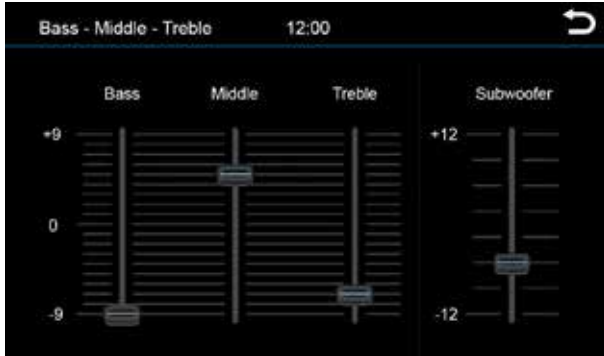 Bass - Middle - Treble 12:00
Bass Middle Treble Subwoofer
+9 +12
0
-9 -12